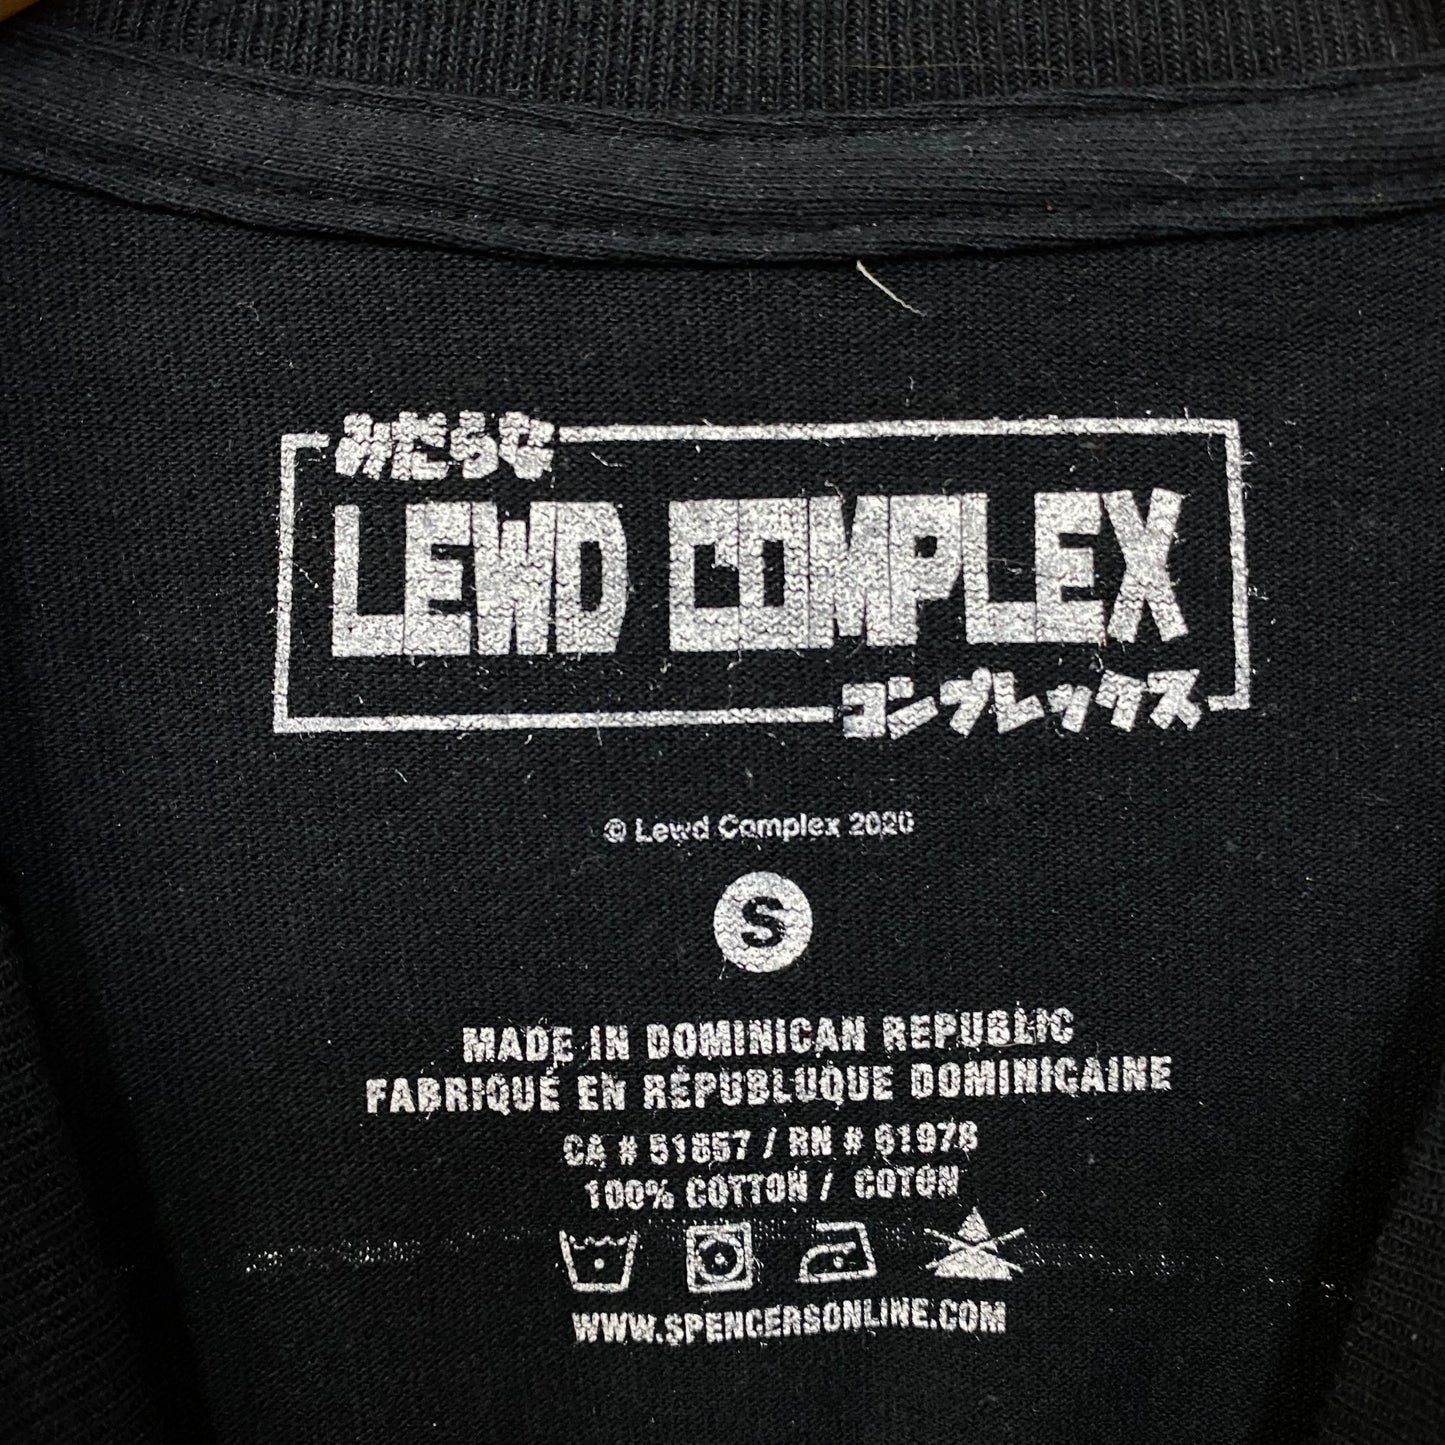 みだらな
LEWD COMPLEX
コンプレックス
© Lewd Complex 2020
S
MADE IN DOMINICAN REPUBLIC
FABRIQUÉ EN RÉPUBLUQUE DOMINICAINE
CA # 51857 / RN # 61978
100% COTTON / COTON
WWW.SPENCERSONLINE.COM